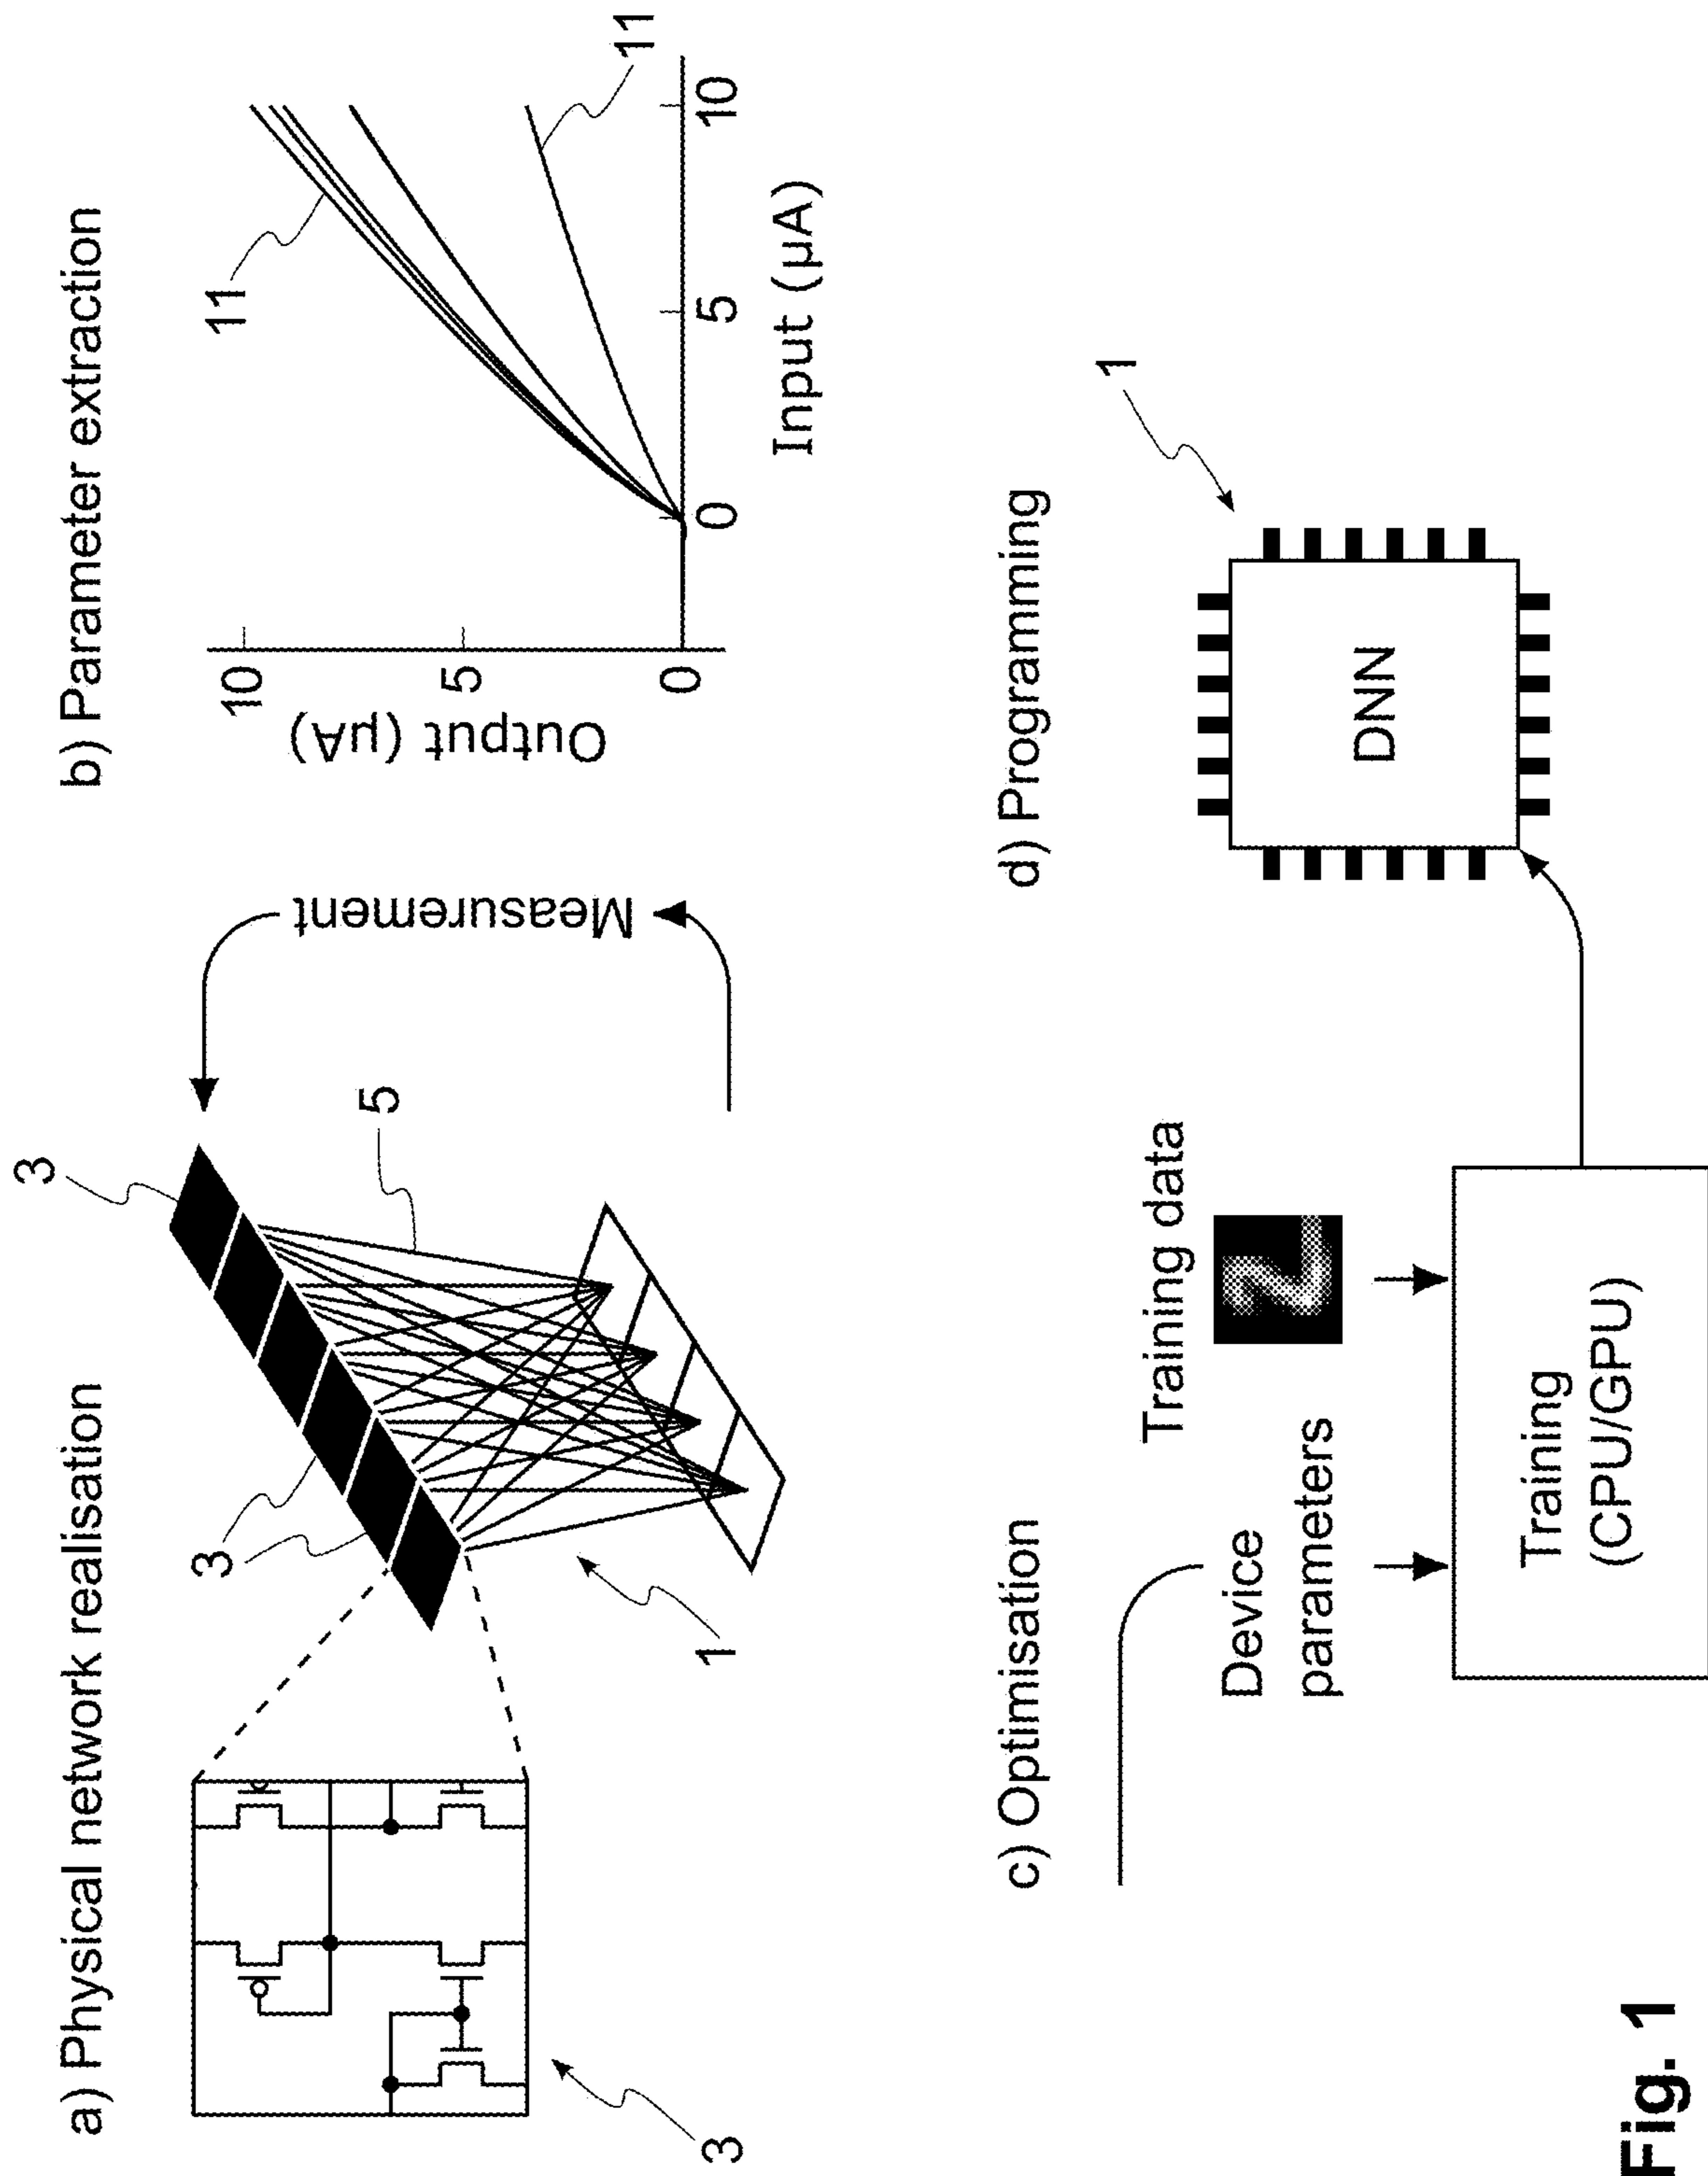 a) Physical network realisation
3
3
5
3
1
Measurement
b) Parameter extraction
Output (µA)
10
5
0
11
11
0
5
10
Input (µA)
c) Optimisation
Training data
Device
parameters
Training
(CPU/GPU)
d) Programming
1
DNN
Fig. 1